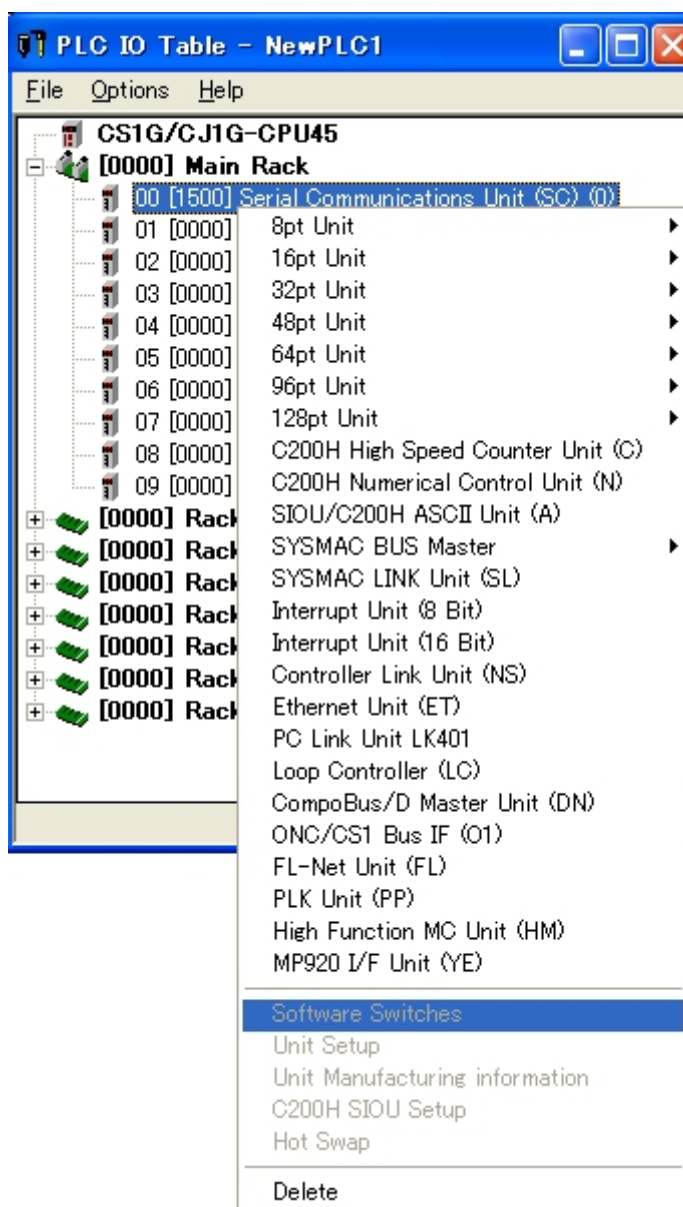 PLC IO Table - NewPLC1
File Options Help
CS1G/CJ1G-CPU45
[0000] Main Rack
00 [1500] Serial Communications Unit (SC) (0)
01 [0000]
02 [0000]
03 [0000]
04 [0000]
05 [0000]
06 [0000]
07 [0000]
08 [0000]
09 [0000]
[0000] Rack
[0000] Rack
[0000] Rack
[0000] Rack
[0000] Rack
[0000] Rack
[0000] Rack
8pt Unit
16pt Unit
32pt Unit
48pt Unit
64pt Unit
96pt Unit
128pt Unit
C200H High Speed Counter Unit (C)
C200H Numerical Control Unit (N)
SIOU/C200H ASCII Unit (A)
SYSMAC BUS Master
SYSMAC LINK Unit (SL)
Interrupt Unit (8 Bit)
Interrupt Unit (16 Bit)
Controller Link Unit (NS)
Ethernet Unit (ET)
PC Link Unit LK401
Loop Controller (LC)
CompoBus/D Master Unit (DN)
ONC/CS1 Bus IF (O1)
FL-Net Unit (FL)
PLK Unit (PP)
High Function MC Unit (HM)
MP920 I/F Unit (YE)
Software Switches
Unit Setup
Unit Manufacturing information
C200H SIOU Setup
Hot Swap
Delete